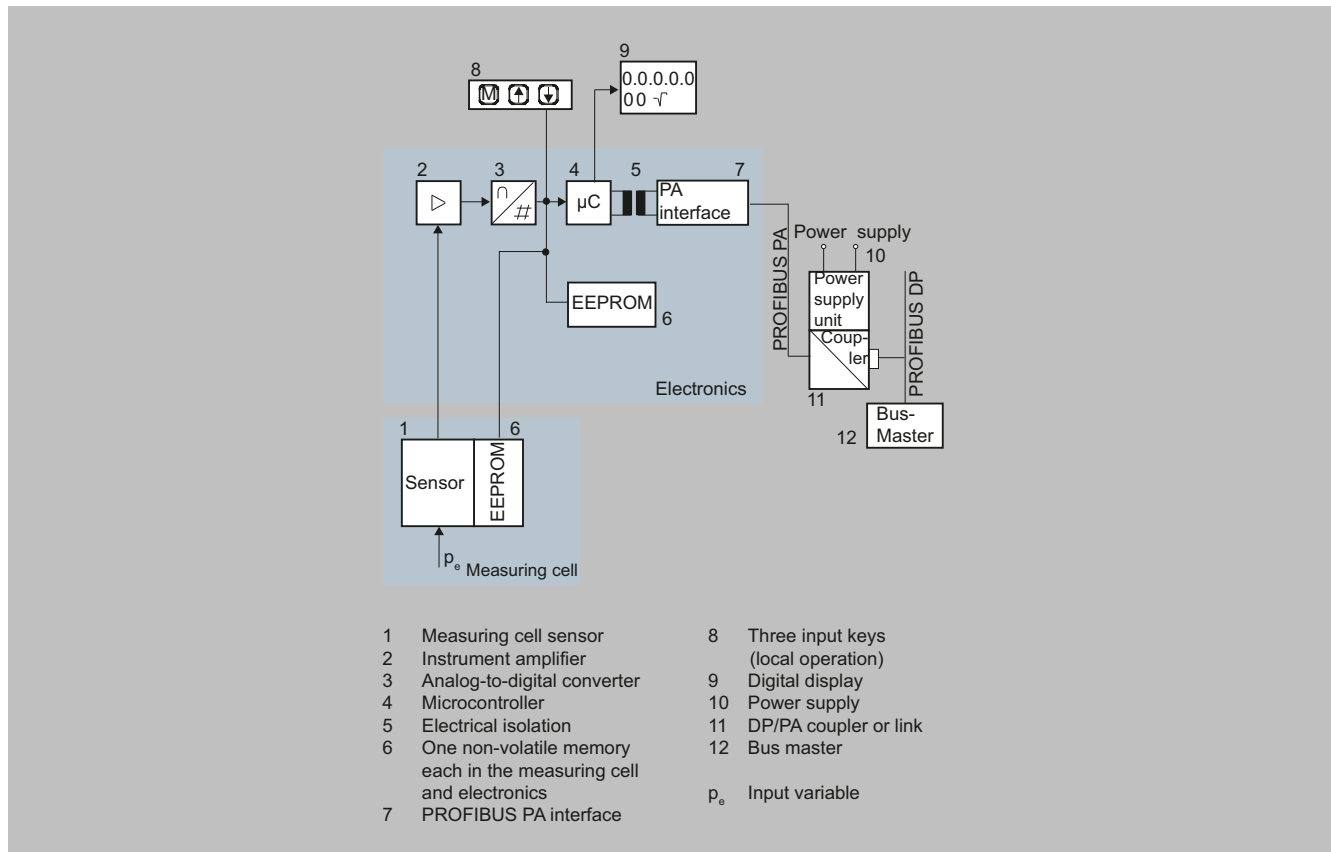 9
8
0.0.0.0.0
00 √
M
2
3
4
5
7
∩
#
µC
PA
interface
Power supply
10
PROFIBUS PA
PROFIBUS DP
Power
supply
unit
Coup-
ler
EEPROM
6
Electronics
11
Bus-
Master
12
1
6
Sensor
EEPROM
pe
Measuring cell
1 Measuring cell sensor
2 Instrument amplifier
3 Analog-to-digital converter
4 Microcontroller
5 Electrical isolation
6 One non-volatile memory
each in the measuring cell
and electronics
7 PROFIBUS PA interface
8 Three input keys
(local operation)
9 Digital display
10 Power supply
11 DP/PA coupler or link
12 Bus master
pe Input variable